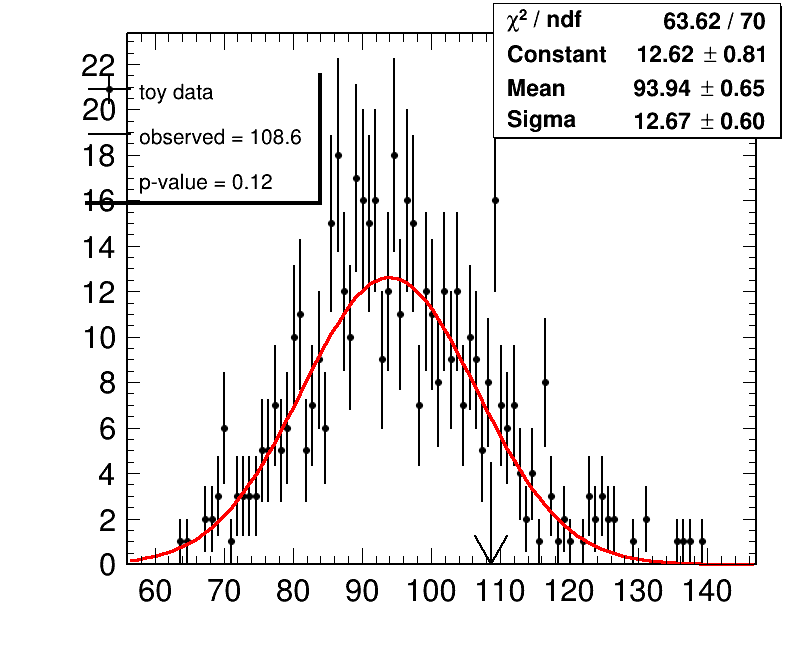 χ² / ndf 63.62 / 70
Constant 12.62 ± 0.81
Mean 93.94 ± 0.65
Sigma 12.67 ± 0.60
toy data
observed = 108.6
p-value = 0.12
22
20
18
16
14
12
10
8
6
4
2
0
60 70 80 90 100 110 120 130 140